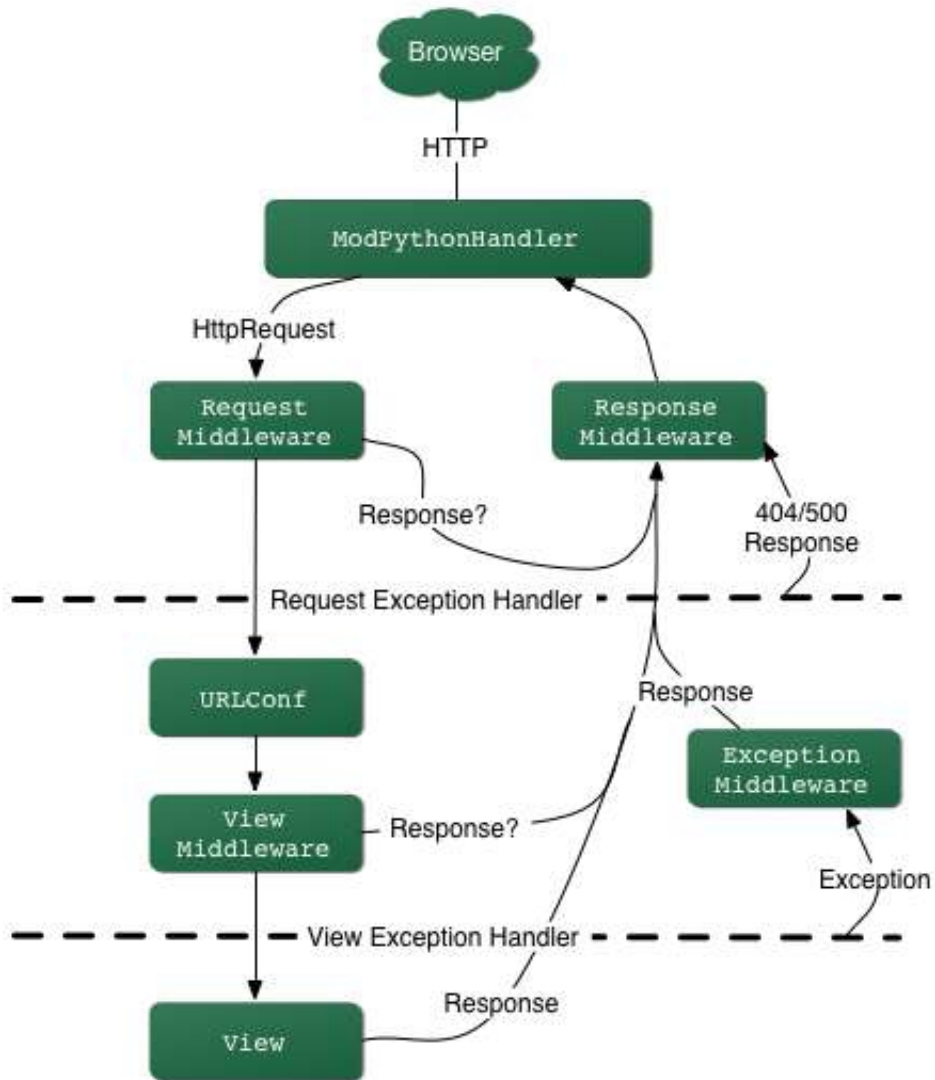 Browser
HTTP
ModPythonHandler
HttpRequest
Request
Middleware
Response
Middleware
Response?
404/500
Response
Request Exception Handler
URLConf
Response
Exception
Middleware
View
Middleware
Response?
Exception
View Exception Handler
Response
View